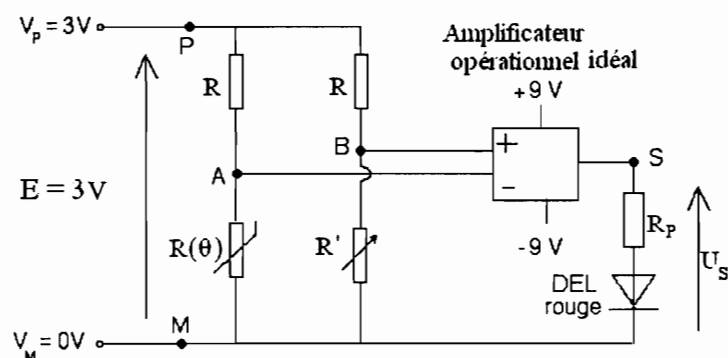 V_P = 3V
P
Amplificateur
opérationnel idéal
+9 V
R
R
B
+
S
A
−
E = 3V
R(θ)
R'
-9 V
R_P
U_S
DEL
rouge
M
V_M = 0V